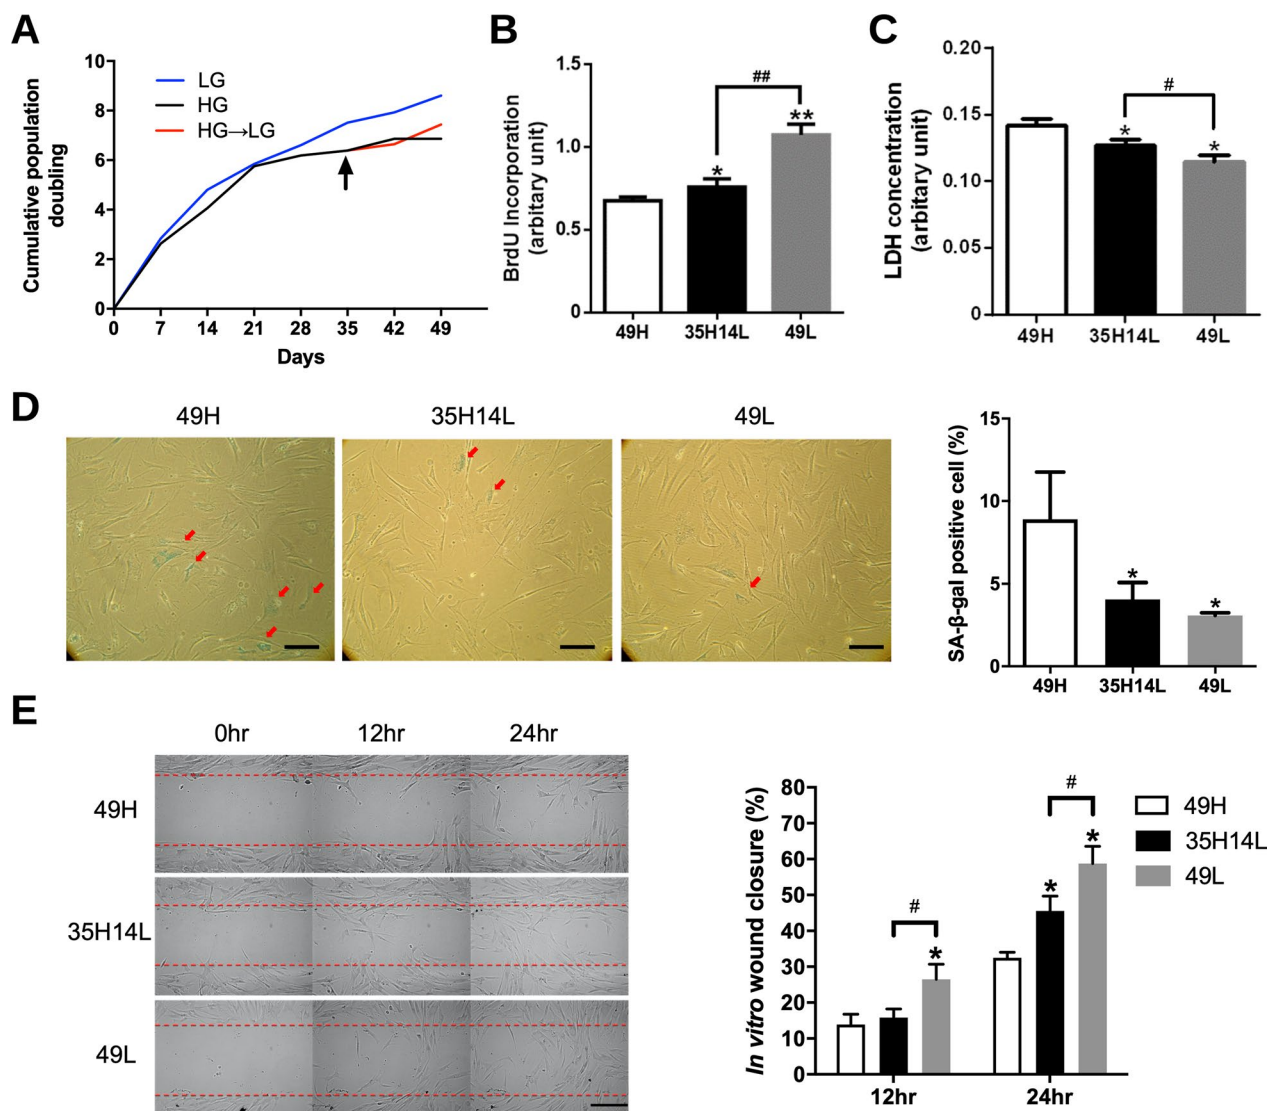 A
Cumulative population
doubling
10
8
6
4
2
0
LG
HG
HG→LG
0 7 14 21 28 35 42 49
Days
B
BrdU Incorporation
(arbitary unit)
1.5
1.0
0.5
0
##
*
**
49H 35H14L 49L
C
LDH concentration
(arbitary unit)
0.20
0.15
0.10
0.05
0
#
*
*
49H 35H14L 49L
D
49H 35H14L 49L
SA-β-gal positive cell (%)
15
10
5
0
*
*
49H 35H14L 49L
E
0hr 12hr 24hr
49H
35H14L
49L
In vitro wound closure (%)
80
70
60
50
40
30
20
10
0
#
*
#
*
*
12hr 24hr
49H
35H14L
49L